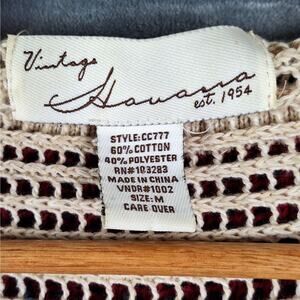 Vintage
Havana
est. 1954
STYLE:CC777
60% COTTON
40% POLYESTER
RN#103283
MADE IN CHINA
VNDR#1002
SIZE: M
CARE OVER